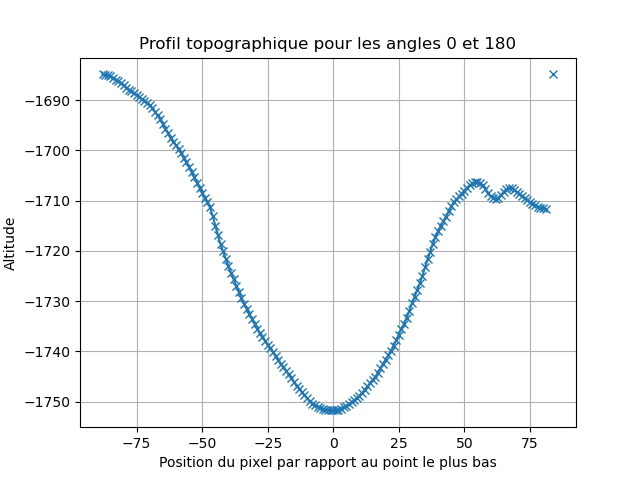 Profil topographique pour les angles 0 et 180
Altitude
−1690
−1700
−1710
−1720
−1730
−1740
−1750
−75 −50 −25 0 25 50 75
Position du pixel par rapport au point le plus bas